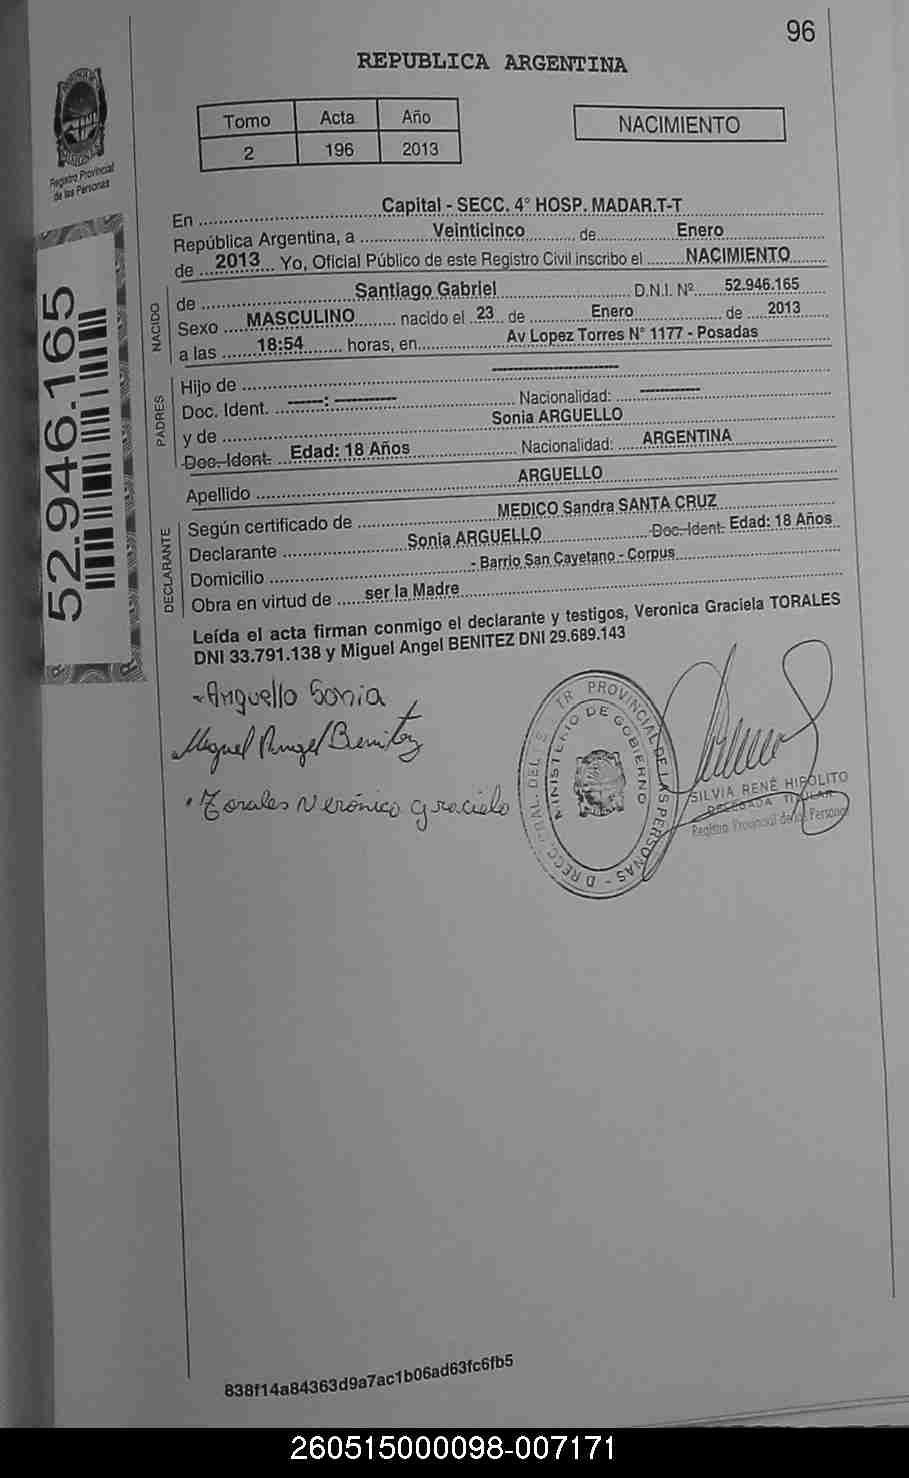 96
REPUBLICA ARGENTINA
Tomo Acta Año
2 196 2013
NACIMIENTO
Registro Provincial
de las Personas
52.946.165
En Capital - SECC. 4° HOSP. MADAR.T-T
República Argentina, a Veinticinco de Enero
de 2013 Yo, Oficial Público de este Registro Civil inscribo el NACIMIENTO
NACIDO
de Santiago Gabriel D.N.I. Nº 52.946.165
Sexo MASCULINO nacido el 23 de Enero de 2013
a las 18:54 horas, en Av Lopez Torres N° 1177 - Posadas
PADRES
Hijo de ----------------------
Doc. Ident. ------: ---------- Nacionalidad: ----------
y de Sonia ARGUELLO
Doc. Ident. Edad: 18 Años Nacionalidad: ARGENTINA
Apellido ARGUELLO
DECLARANTE
Según certificado de MEDICO Sandra SANTA CRUZ
Declarante Sonia ARGUELLO Doc. Ident. Edad: 18 Años
Domicilio - Barrio San Cayetano - Corpus
Obra en virtud de ser la Madre
Leída el acta firman conmigo el declarante y testigos, Veronica Graciela TORALES
DNI 33.791.138 y Miguel Angel BENITEZ DNI 29.689.143
Arguello Sonia
Miguel Angel Benitez
Torales Verónica Graciela
PROVINCIAL DE LAS PERSONAS
MINISTERIO DE GOBIERNO
SILVIA RENÉ HIPOLITO
DELEGADA TITULAR
Registro Provincial de las Personas
838f14a84363d9a7ac1b06ad63fc6fb5
260515000098-007171